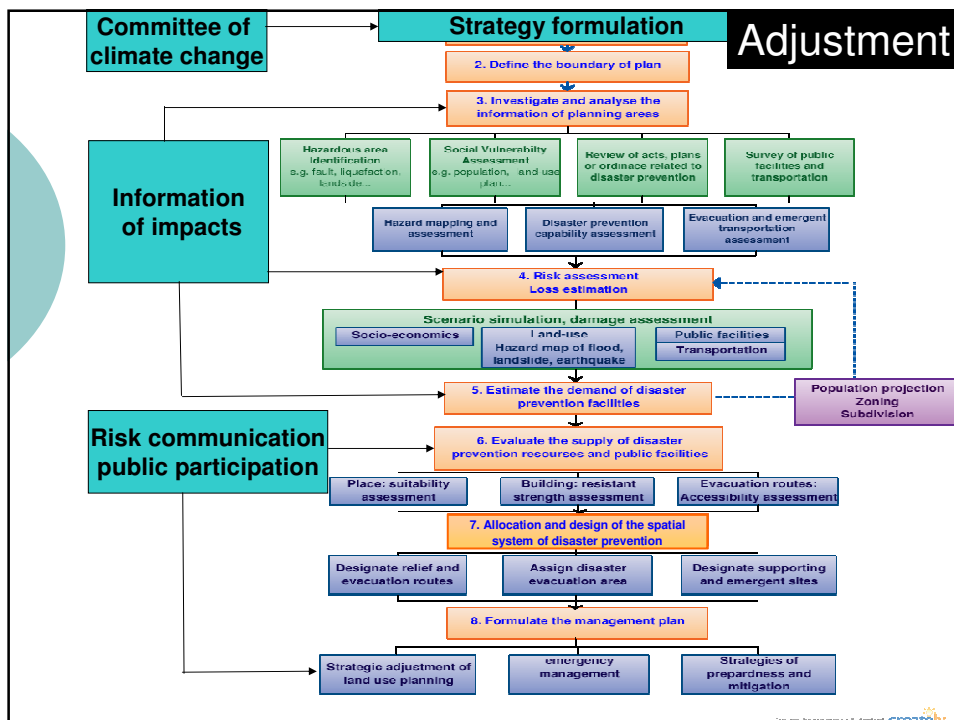 Committee of
climate change
Strategy formulation
Adjustment
2. Define the boundary of plan
3. Investigate and analyse the
information of planning areas
Hazardous area
Identification
e.g. fault, liquefaction,
landslide...
Social Vulnerabilty
Assessment
e.g. population, land use
plan...
Review of acts, plans
or ordinace related to
disaster prevention
Survey of public
facilities and
transportation
Information
of impacts
Hazard mapping and
assessment
Disaster prevention
capability assessment
Evacuation and emergent
transportation
assessment
4. Risk assessment
Loss estimation
Scenario simulation, damage assessment
Socio-economics
Land-use
Hazard map of flood,
landslide, earthquake
Public facilities
Transportation
5. Estimate the demand of disaster
prevention facilities
Population projection
Zoning
Subdivision
Risk communication
public participation
6. Evaluate the supply of disaster
prevention recourses and public facilities
Place: suitability
assessment
Building: resistant
strength assessment
Evacuation routes:
Accessibility assessment
7. Allocation and design of the spatial
system of disaster prevention
Designate relief and
evacuation routes
Assign disaster
evacuation area
Designate supporting
and emergent sites
8. Formulate the management plan
Strategic adjustment of
land use planning
emergency
management
Stralegies of
prepardness and
mitigation